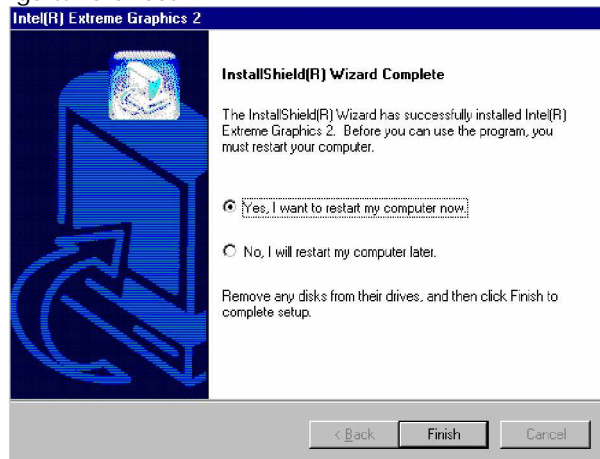 Intel(R) Extreme Graphics 2
InstallShield(R) Wizard Complete
The InstallShield(R) Wizard has successfully installed Intel(R)
Extreme Graphics 2. Before you can use the program, you
must restart your computer.
Yes, I want to restart my computer now.
No, I will restart my computer later.
Remove any disks from their drives, and then click Finish to
complete setup.
< Back
Finish
Cancel